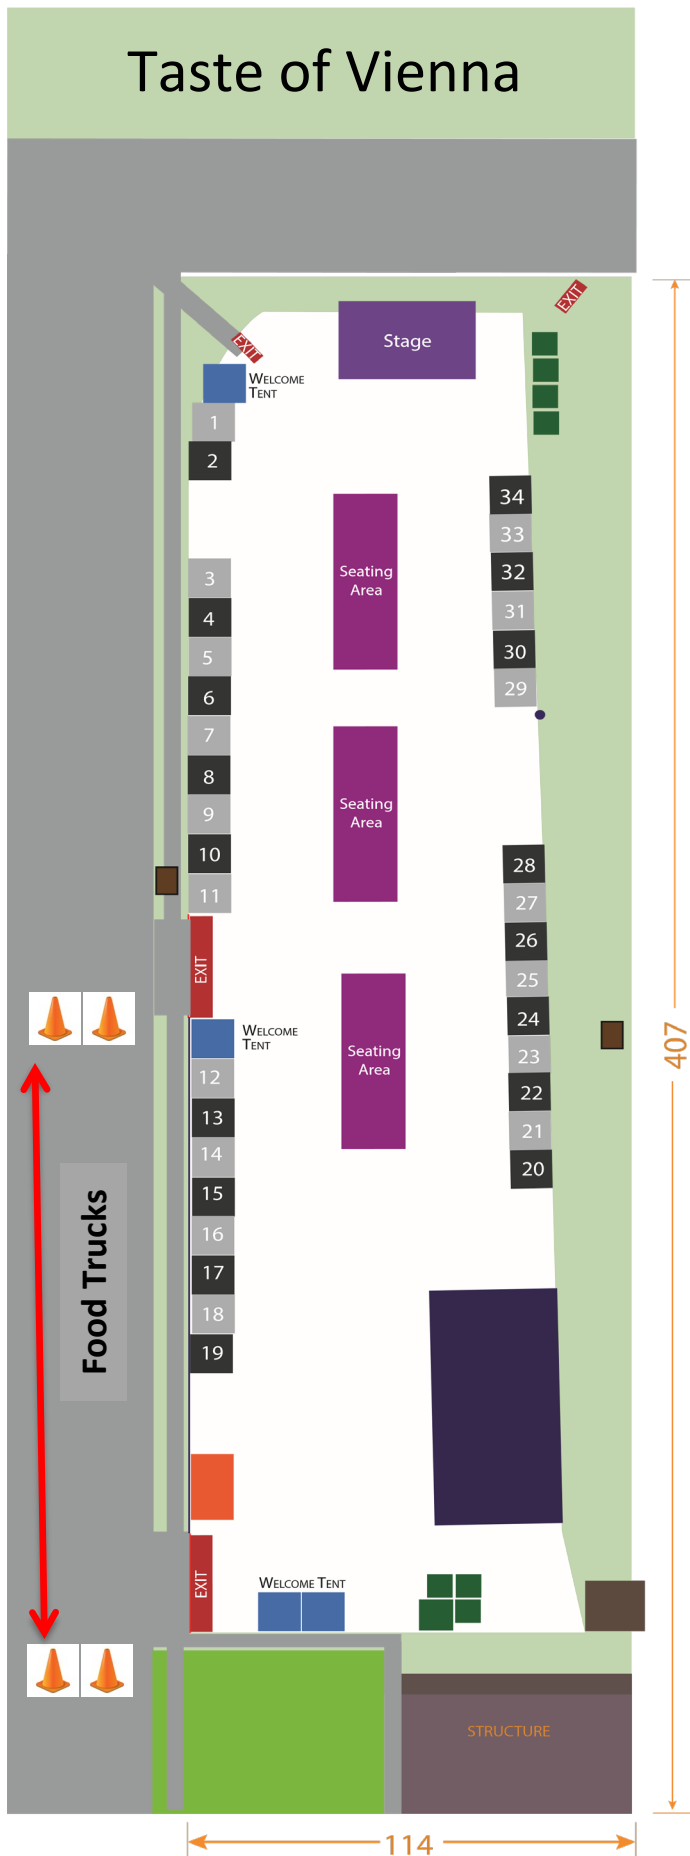 Taste of Vienna
EXIT
EXIT
Stage
WELCOME
TENT
1
2
34
33
32
31
30
29
Seating
Area
3
4
5
6
7
8
9
10
11
Seating
Area
28
27
26
25
24
23
22
21
20
EXIT
WELCOME
TENT
Seating
Area
407
12
13
14
15
16
17
18
19
Food Trucks
EXIT
WELCOME TENT
STRUCTURE
114